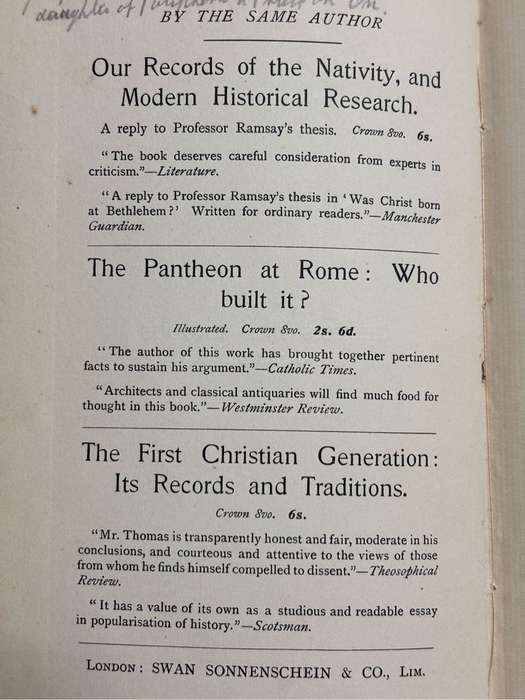 daughter of
BY THE SAME AUTHOR
Our Records of the Nativity, and
Modern Historical Research.
A reply to Professor Ramsay's thesis. Crown 8vo. 6s.
"The book deserves careful consideration from experts in
criticism."—Literature.
"A reply to Professor Ramsay's thesis in 'Was Christ born
at Bethlehem?' Written for ordinary readers."—Manchester
Guardian.
The Pantheon at Rome: Who
built it?
Illustrated. Crown 8vo. 2s. 6d.
"The author of this work has brought together pertinent
facts to sustain his argument."—Catholic Times.
"Architects and classical antiquaries will find much food for
thought in this book."—Westminster Review.
The First Christian Generation:
Its Records and Traditions.
Crown 8vo. 6s.
"Mr. Thomas is transparently honest and fair, moderate in his
conclusions, and courteous and attentive to the views of those
from whom he finds himself compelled to dissent."—Theosophical
Review.
"It has a value of its own as a studious and readable essay
in popularisation of history."—Scotsman.
LONDON: SWAN SONNENSCHEIN & CO., LIM.